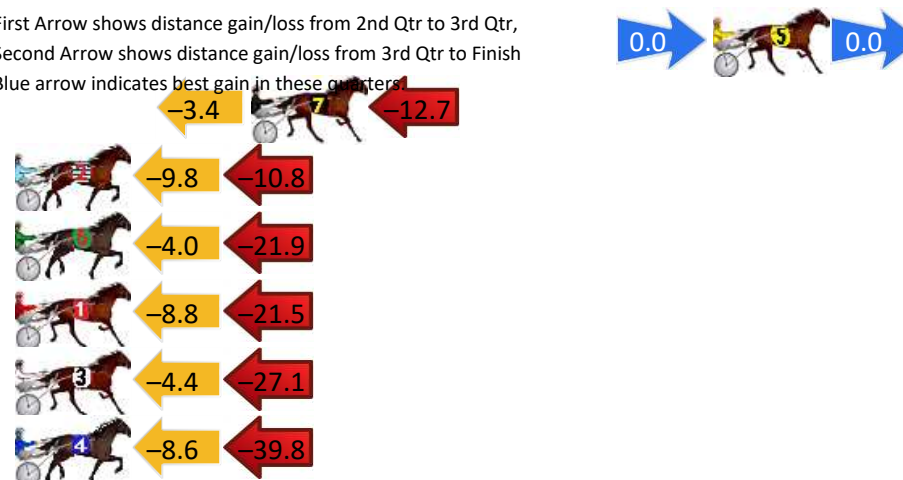 First Arrow shows distance gain/loss from 2nd Qtr to 3rd Qtr,
Second Arrow shows distance gain/loss from 3rd Qtr to Finish
Blue arrow indicates best gain in these quarters.
0.0 5 0.0
–3.4 7 –12.7
2 –9.8 –10.8
6 –4.0 –21.9
1 –8.8 –21.5
3 –4.4 –27.1
4 –8.6 –39.8